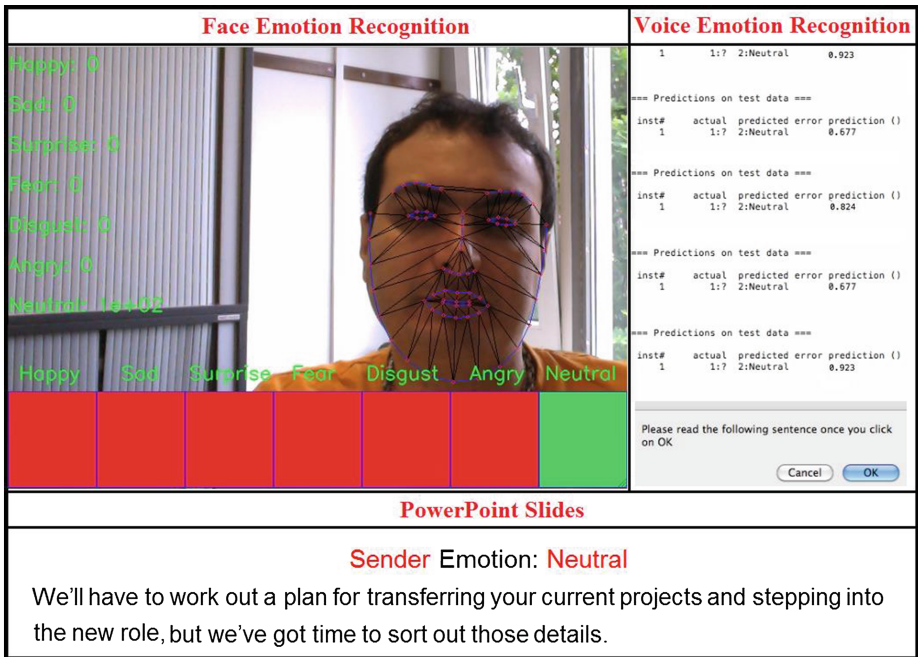 Face Emotion Recognition
Happy: 0
Sad: 0
Surprise: 0
Fear: 0
Disgust: 0
Angry: 0
Neutral: 1e+02
Happy Sad Surprise Fear Disgust Angry Neutral
Voice Emotion Recognition
1 1:? 2:Neutral 0.923
=== Predictions on test data ===
inst# actual predicted error prediction ()
1 1:? 2:Neutral 0.677
=== Predictions on test data ===
inst# actual predicted error prediction ()
1 1:? 2:Neutral 0.824
=== Predictions on test data ===
inst# actual predicted error prediction ()
1 1:? 2:Neutral 0.677
=== Predictions on test data ===
inst# actual predicted error prediction ()
1 1:? 2:Neutral 0.923
Please read the following sentence once you click
on OK
Cancel OK
PowerPoint Slides
Sender Emotion: Neutral
We'll have to work out a plan for transferring your current projects and stepping into
the new role, but we've got time to sort out those details.